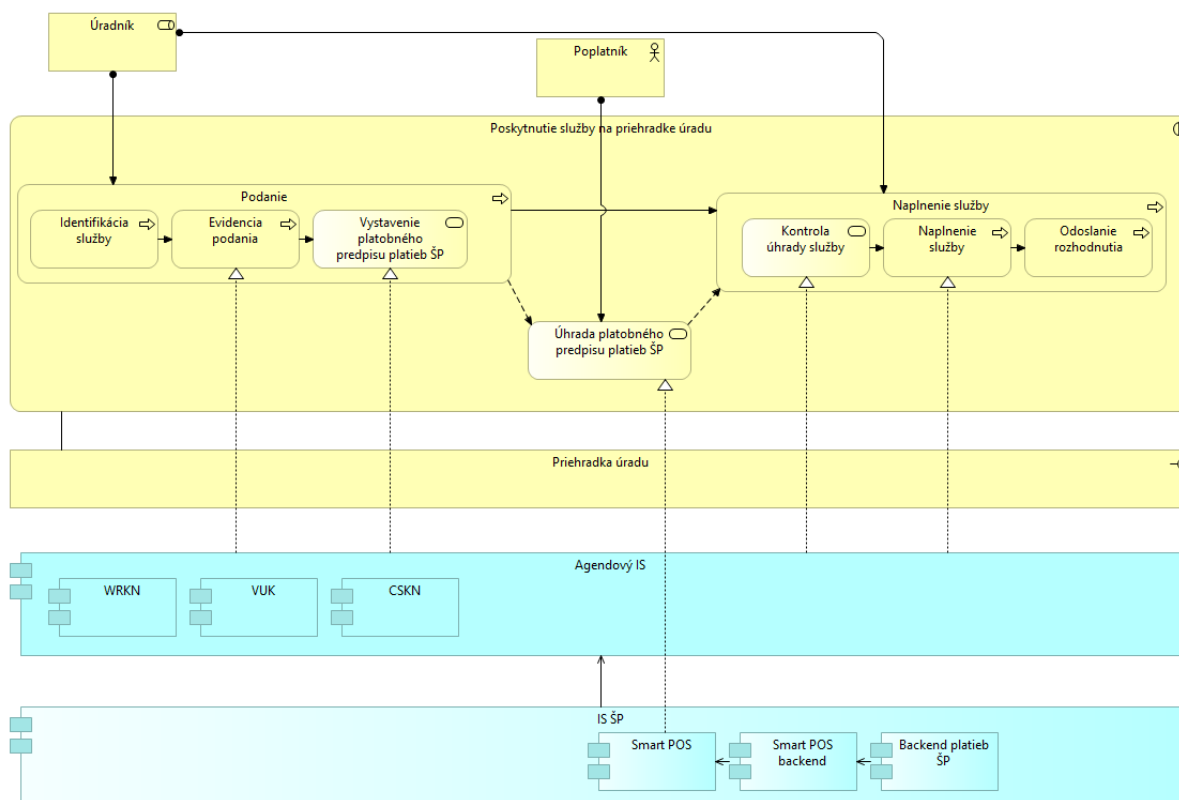 Úradník
Poplatník
Poskytnutie služby na priehradke úradu
Podanie
Identifikácia
služby
Evidencia
podania
Vystavenie
platobného
predpisu platieb ŠP
Naplnenie služby
Kontrola
úhrady služby
Naplnenie
služby
Odoslanie
rozhodnutia
Úhrada platobného
predpisu platieb ŠP
Priehradka úradu
Agendový IS
WRKN
VUK
CSKN
IS ŠP
Smart POS
Smart POS
backend
Backend platieb
ŠP